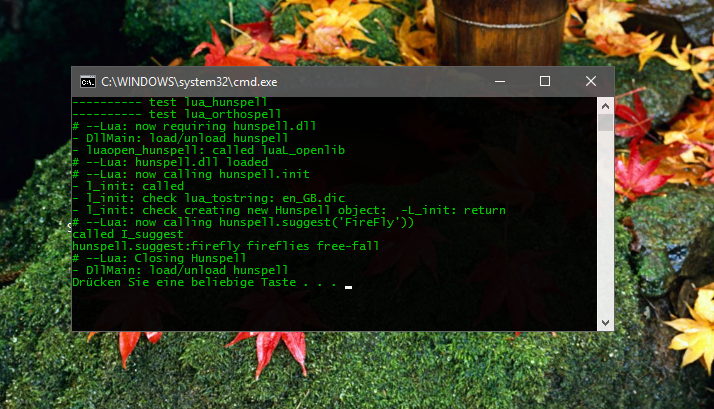 C:\WINDOWS\system32\cmd.exe
---------- test lua_hunspell
---------- test lua_orthospell
# --Lua: now requiring hunspell.dll
- DllMain: load/unload hunspell
- luaopen_hunspell: called luaL_openlib
# --Lua: hunspell.dll loaded
# --Lua: now calling hunspell.init
- l_init: called
- l_init: check lua_tostring: en_GB.dic
- l_init: check creating new Hunspell object:  -L_init: return
# --Lua: now calling hunspell.suggest('FireFly'))
called I_suggest
hunspell.suggest:firefly fireflies free-fall
# --Lua: Closing Hunspell
- DllMain: load/unload hunspell
Drücken Sie eine beliebige Taste . . .